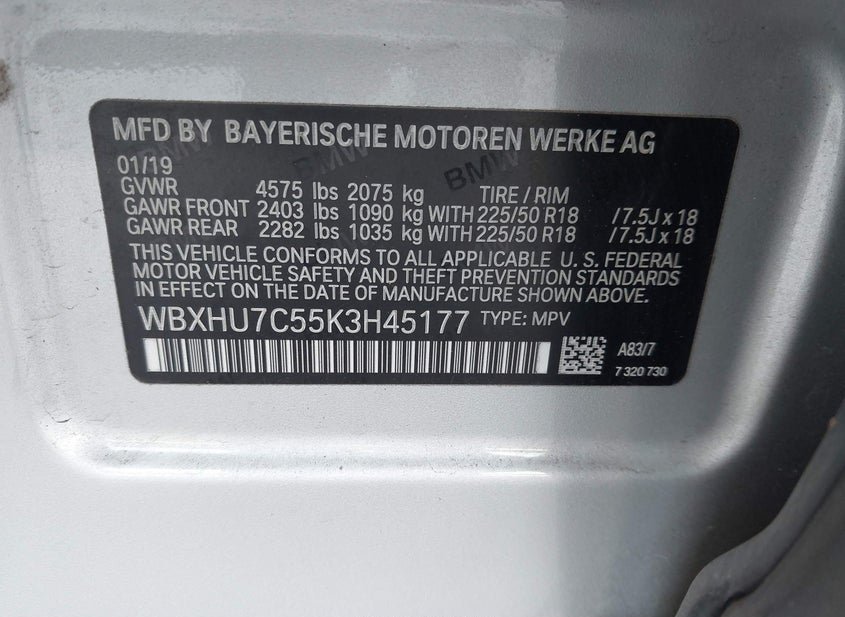 MFD BY BAYERISCHE MOTOREN WERKE AG
01/19
GVWR 4575 lbs 2075 kg TIRE / RIM
GAWR FRONT 2403 lbs 1090 kg WITH 225/50 R18 / 7.5J x 18
GAWR REAR 2282 lbs 1035 kg WITH 225/50 R18 / 7.5J x 18
THIS VEHICLE CONFORMS TO ALL APPLICABLE U. S. FEDERAL
MOTOR VEHICLE SAFETY AND THEFT PREVENTION STANDARDS
IN EFFECT ON THE DATE OF MANUFACTURE SHOWN ABOVE.
WBXHU7C55K3H45177 TYPE: MPV
A83/7
7 320 730
BMW
BMW